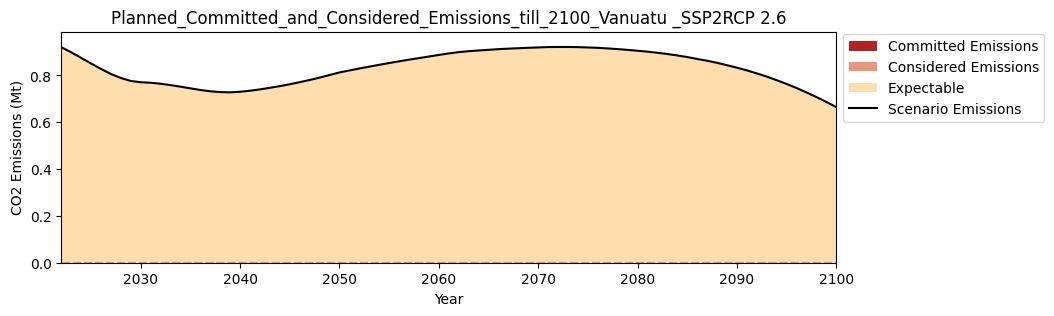 Planned_Committed_and_Considered_Emissions_till_2100_Vanuatu _SSP2RCP 2.6
Committed Emissions
Considered Emissions
Expectable
Scenario Emissions
CO2 Emissions (Mt)
0.8
0.6
0.4
0.2
0.0
2030 2040 2050 2060 2070 2080 2090 2100
Year